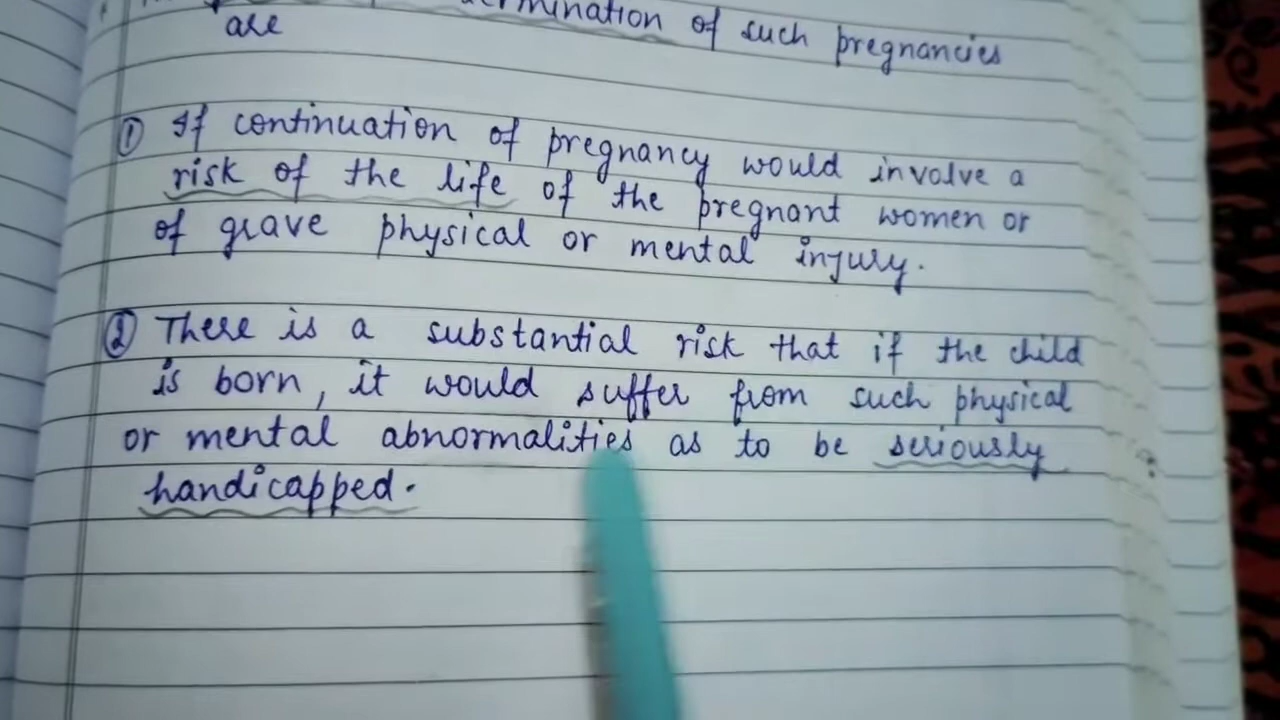 of such pregnancies
are
① If continuation of pregnancy would involve a
risk of the life of the pregnant women or
of grave physical or mental injury.
② There is a substantial risk that if the child
is born, it would suffer from such physical
or mental abnormalities as to be seriously
handicapped.